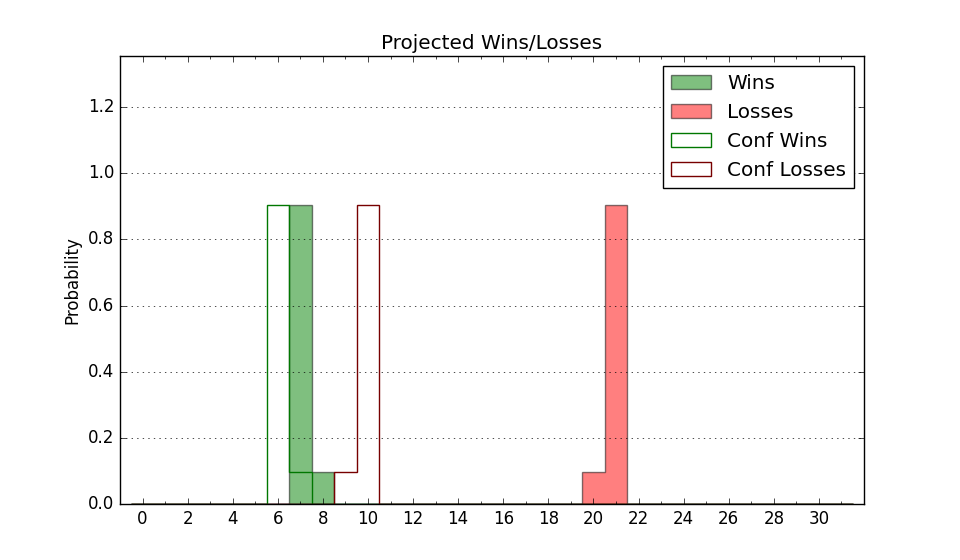 Projected Wins/Losses
Wins
Losses
Conf Wins
Conf Losses
Probability
1.2
1.0
0.8
0.6
0.4
0.2
0.0
0 2 4 6 8 10 12 14 16 18 20 22 24 26 28 30